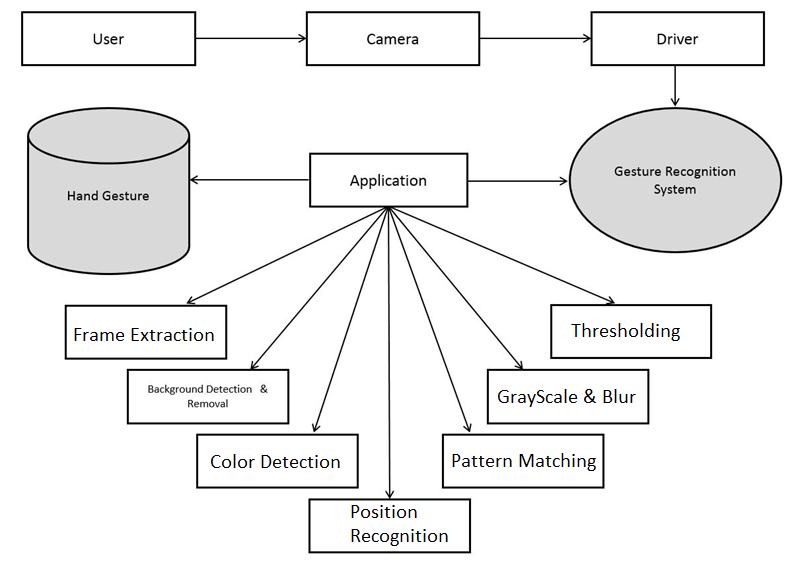 User
Camera
Driver
Hand Gesture
Application
Gesture Recognition
System
Frame Extraction
Thresholding
Background Detection &
Removal
GrayScale & Blur
Color Detection
Pattern Matching
Position
Recognition